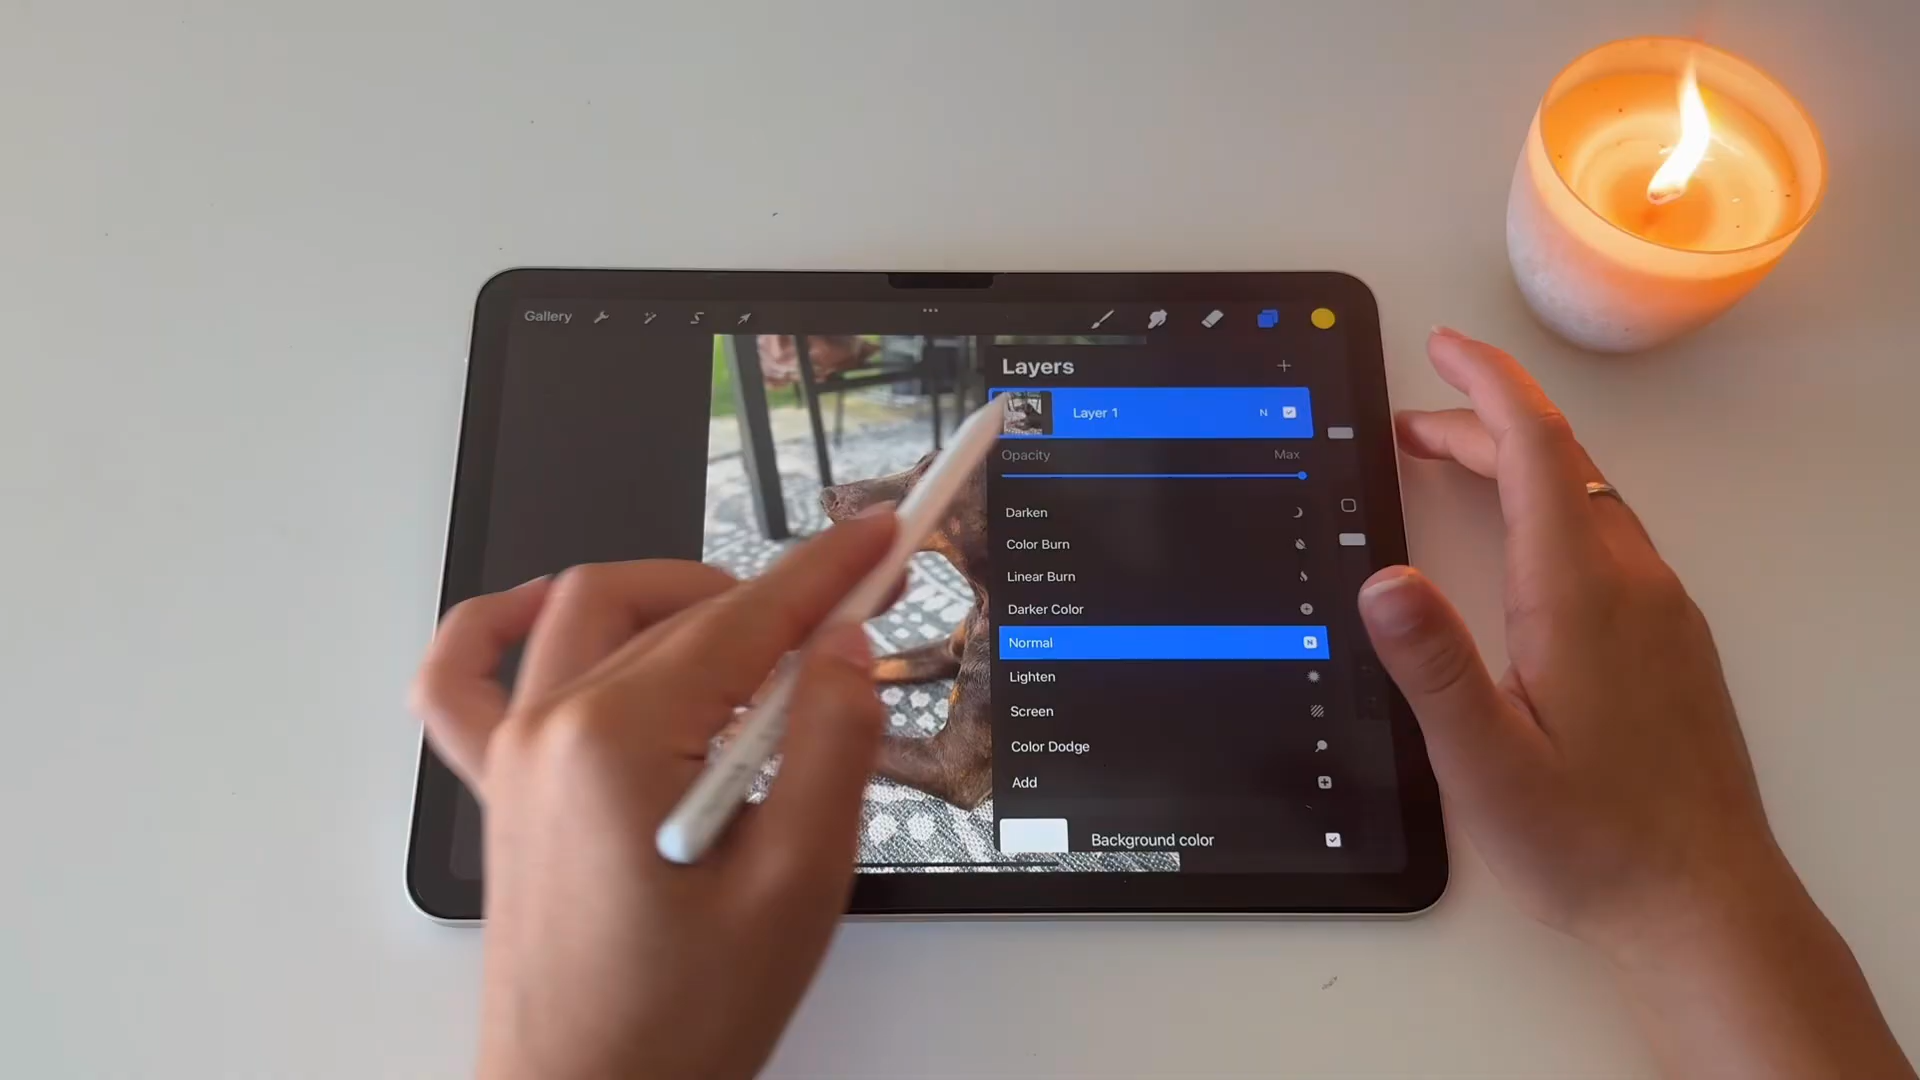 Gallery
Layers
Layer 1 N
Opacity Max
Darken
Color Burn
Linear Burn
Darker Color
Normal N
Lighten
Screen
Color Dodge
Add
Background color